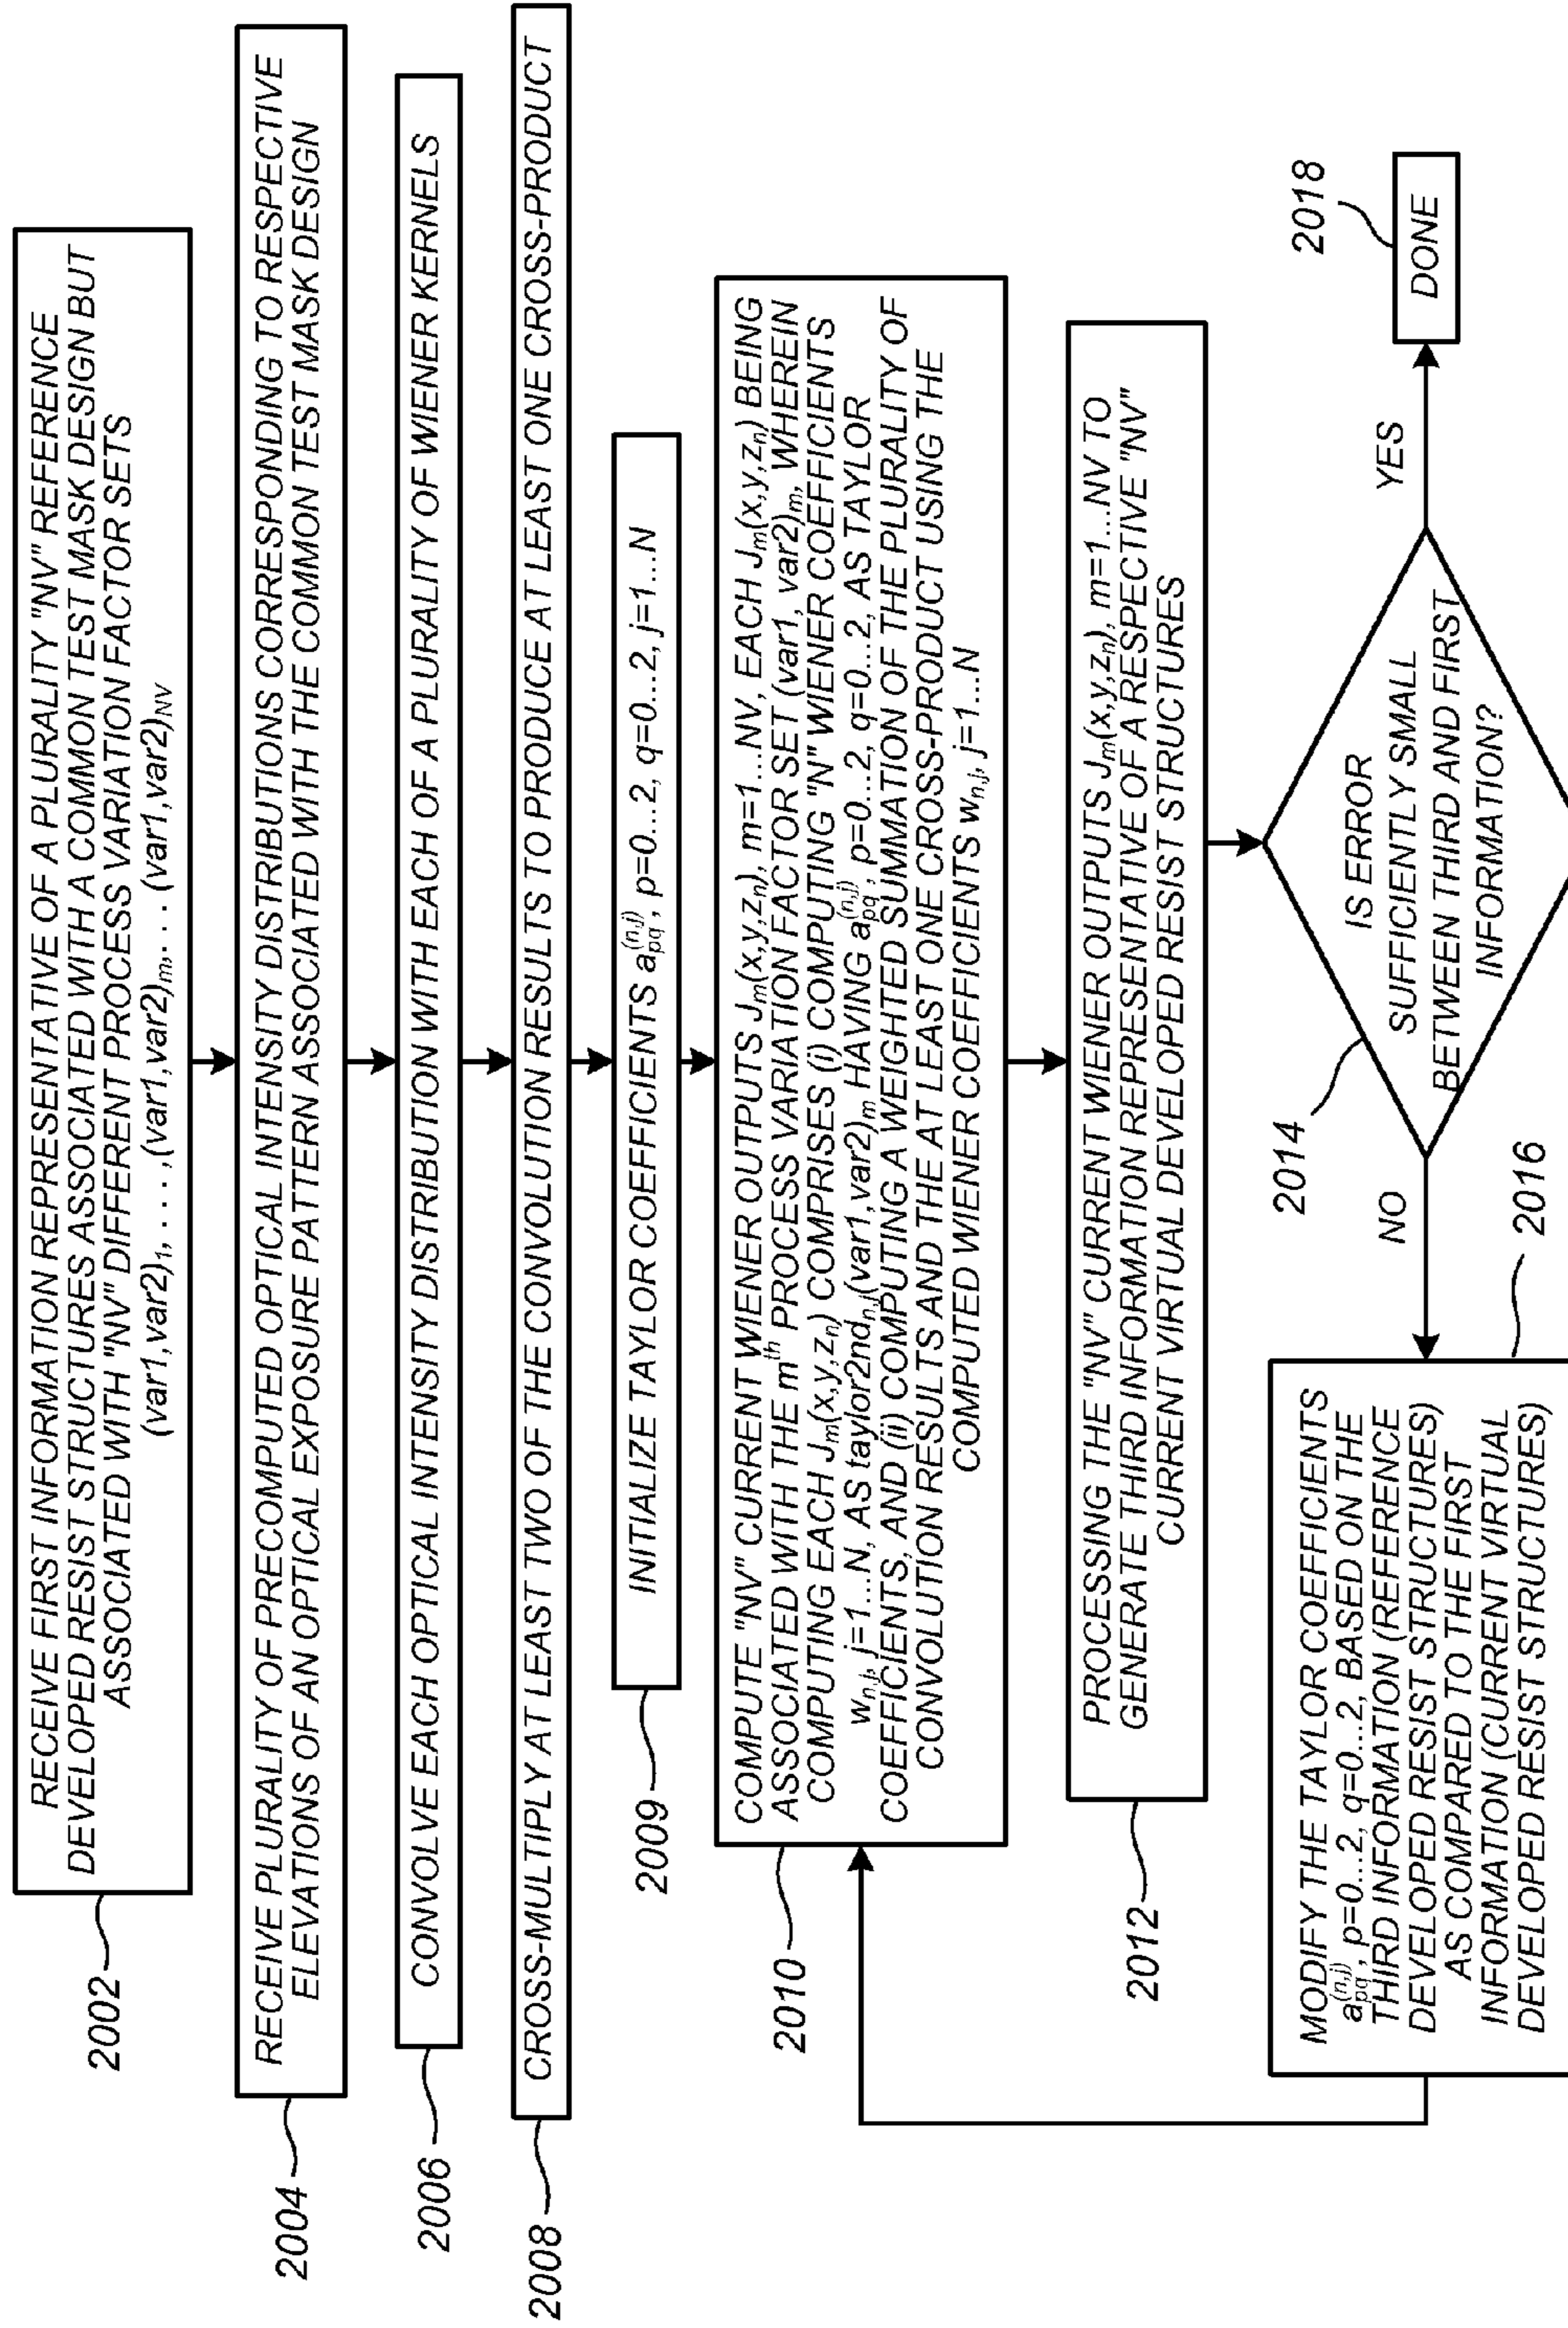 RECEIVE FIRST INFORMATION REPRESENTATIVE OF A PLURALITY "NV" REFERENCE
DEVELOPED RESIST STRUCTURES ASSOCIATED WITH A COMMON TEST MASK DESIGN BUT
ASSOCIATED WITH "NV" DIFFERENT PROCESS VARIATION FACTOR SETS
(var1,var2)₁, . . . ,(var1,var2)ₘ, . . . (var1,var2)NV
2002
RECEIVE PLURALITY OF PRECOMPUTED OPTICAL INTENSITY DISTRIBUTIONS CORRESPONDING TO RESPECTIVE
ELEVATIONS OF AN OPTICAL EXPOSURE PATTERN ASSOCIATED WITH THE COMMON TEST MASK DESIGN
2004
CONVOLVE EACH OPTICAL INTENSITY DISTRIBUTION WITH EACH OF A PLURALITY OF WIENER KERNELS
2006
CROSS-MULTIPLY AT LEAST TWO OF THE CONVOLUTION RESULTS TO PRODUCE AT LEAST ONE CROSS-PRODUCT
2008
INITIALIZE TAYLOR COEFFICIENTS a_pq^(n,j), p=0...2, q=0...2, j=1...N
2009
COMPUTE "NV" CURRENT WIENER OUTPUTS Jₘ(x,y,zₙ), m=1...NV, EACH Jₘ(x,y,zₙ) BEING
ASSOCIATED WITH THE mᵗʰ PROCESS VARIATION FACTOR SET (var1, var2)ₘ, WHEREIN
COMPUTING EACH Jₘ(x,y,zₙ) COMPRISES (i) COMPUTING "N" WIENER COEFFICIENTS
w_n,j, j=1...N, AS taylor2nd_n,j(var1,var2)ₘ HAVING a_pq^(n,j), p=0...2, q=0...2, AS TAYLOR
COEFFICIENTS, AND (ii) COMPUTING A WEIGHTED SUMMATION OF THE PLURALITY OF
CONVOLUTION RESULTS AND THE AT LEAST ONE CROSS-PRODUCT USING THE
COMPUTED WIENER COEFFICIENTS w_n,j, j=1...N
2010
PROCESSING THE "NV" CURRENT WIENER OUTPUTS Jₘ(x,y,zₙ), m=1...NV TO
GENERATE THIRD INFORMATION REPRESENTATIVE OF A RESPECTIVE "NV"
CURRENT VIRTUAL DEVELOPED RESIST STRUCTURES
2012
IS ERROR
SUFFICIENTLY SMALL
BETWEEN THIRD AND FIRST
INFORMATION?
2014
NO
YES
MODIFY THE TAYLOR COEFFICIENTS
a_pq^(n,j), p=0...2, q=0...2, BASED ON THE
THIRD INFORMATION (REFERENCE
DEVELOPED RESIST STRUCTURES)
AS COMPARED TO THE FIRST
INFORMATION (CURRENT VIRTUAL
DEVELOPED RESIST STRUCTURES)
2016
DONE
2018